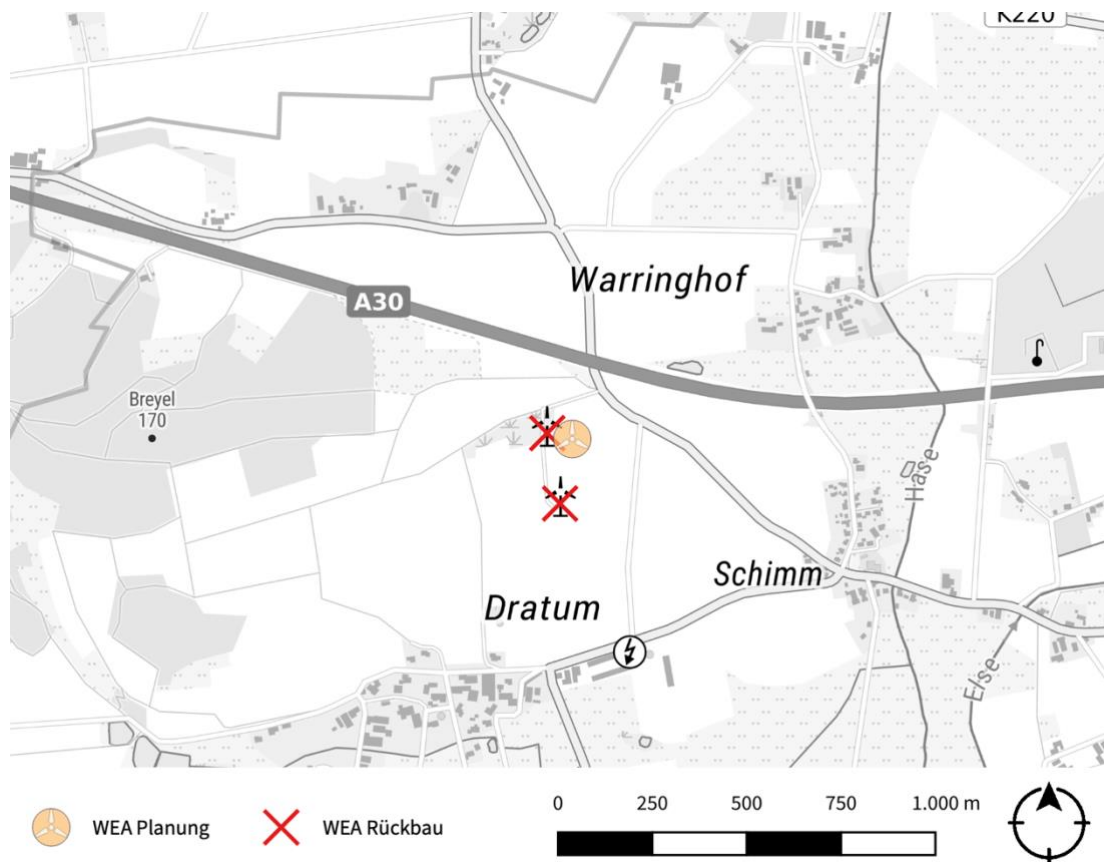 K220
Warringhof
A30
Breyel
170
Hase
Schimm
Dratum
Else
0 250 500 750 1.000 m
WEA Planung
WEA Rückbau